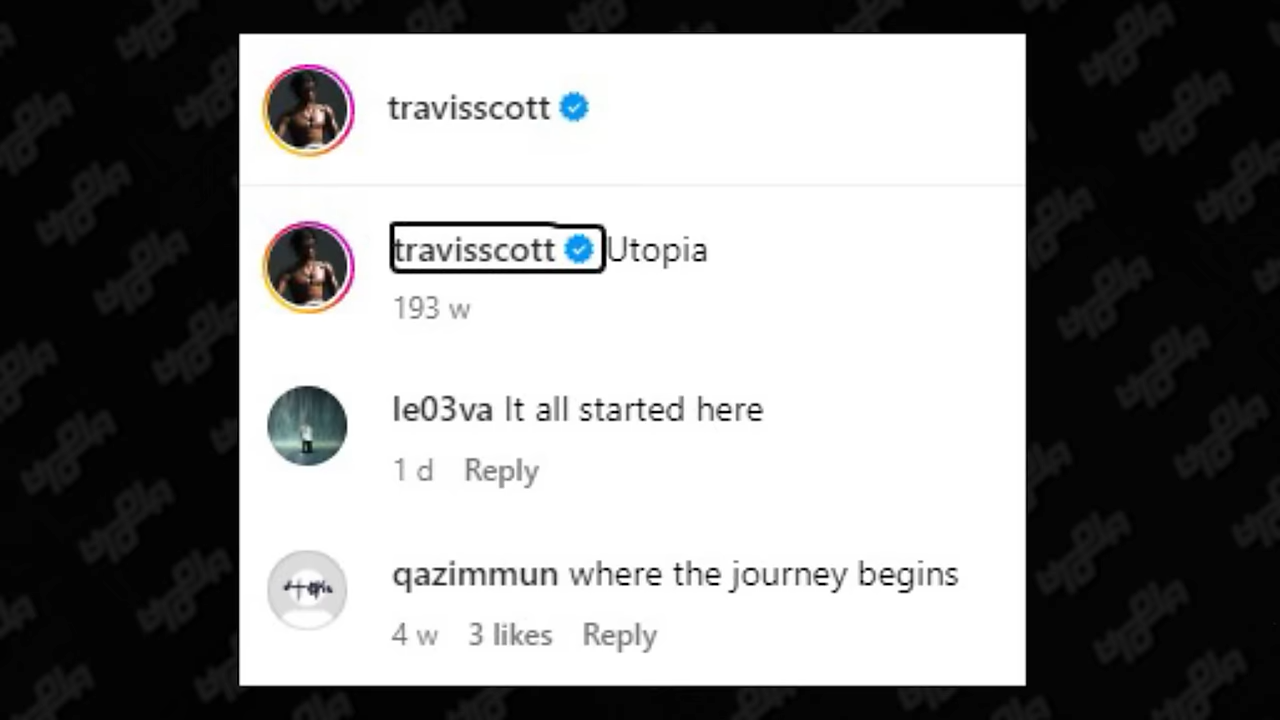 travisscott
travisscott Utopia
193 w
le03va It all started here
1 d Reply
qazimmun where the journey begins
4 w 3 likes Reply